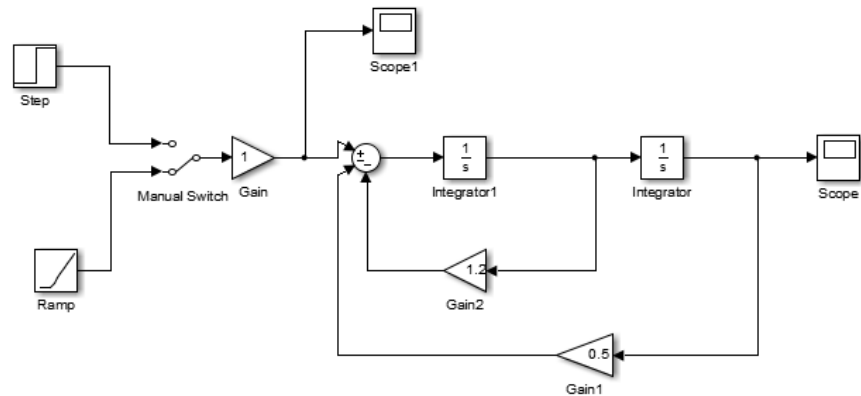 Scope1
Step
1
Gain
Manual Switch
+
−
−
1
s
Integrator1
1
s
Integrator
Scope
Ramp
1.2
Gain2
0.5
Gain1